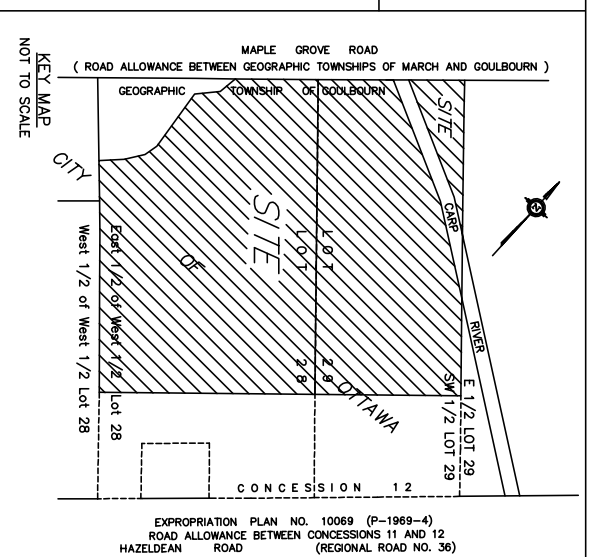 MAPLE GROVE ROAD
( ROAD ALLOWANCE BETWEEN GEOGRAPHIC TOWNSHIPS OF MARCH AND GOULBOURN )
KEY MAP
NOT TO SCALE
GEOGRAPHIC TOWNSHIP OF GOULBOURN
SITE
CITY
OF
OTTAWA
SITE
CARP
RIVER
LOT 28
LOT 29
West 1/2 of West 1/2 Lot 28
East 1/2 of West 1/2 Lot 28
SW 1/2 LOT 29
E 1/2 LOT 29
CONCESSION 12
EXPROPRIATION PLAN NO. 10069 (P-1969-4)
ROAD ALLOWANCE BETWEEN CONCESSIONS 11 AND 12
HAZELDEAN ROAD (REGIONAL ROAD NO. 36)